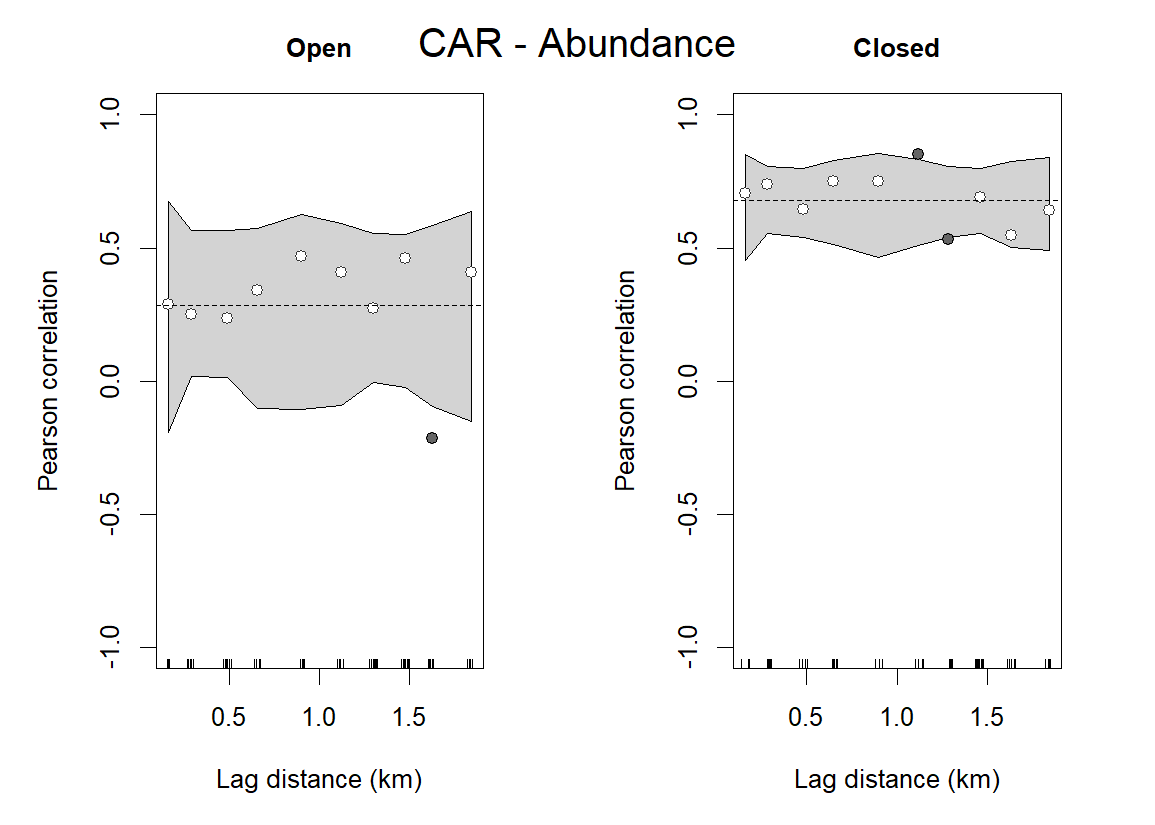 CAR - Abundance
Open
Closed
Pearson correlation
1.0
0.5
0.0
-0.5
-1.0
0.5 1.0 1.5
Lag distance (km)
Pearson correlation
1.0
0.5
0.0
-0.5
-1.0
0.5 1.0 1.5
Lag distance (km)